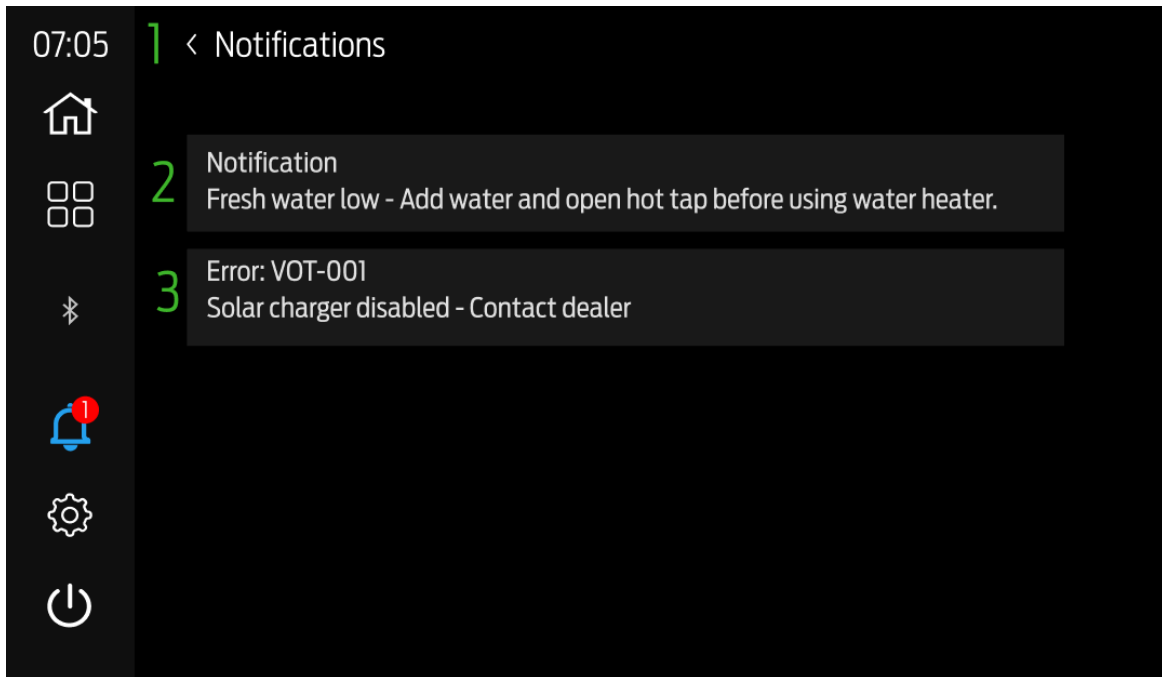 07:05
1 < Notifications
2
Notification
Fresh water low - Add water and open hot tap before using water heater.
3
Error: VOT-001
Solar charger disabled - Contact dealer
1